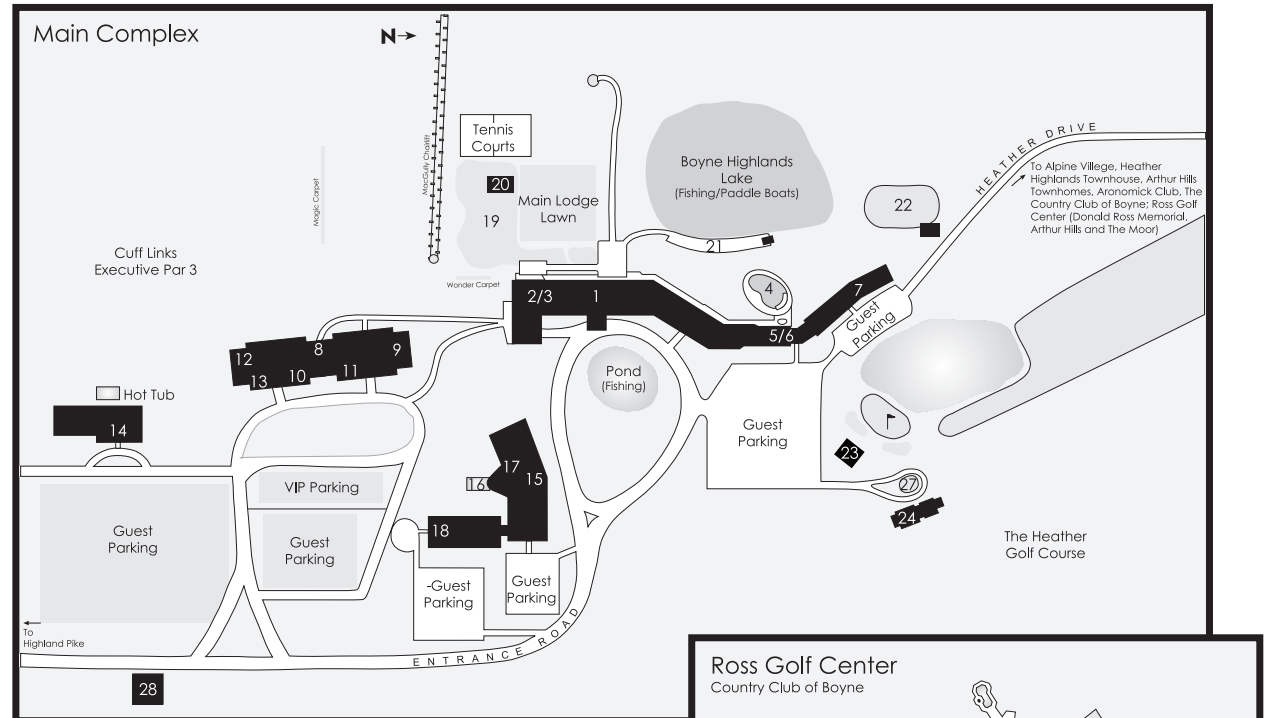 Main Complex
N
MacGully Chairlift
Magic Carpet
Tennis
Courts
20
19
Main Lodge
Lawn
Wonder Carpet
Boyne Highlands
Lake
(Fishing/Paddle Boats)
21
22
HEATHER DRIVE
To Alpine Villege, Heather
Highlands Townhouse, Arthur Hills
Townhomes, Aronomick Club, The
Country Club of Boyne; Ross Golf
Center (Donald Ross Memorial,
Arthur Hills and The Moor)
Cuff Links
Executive Par 3
2/3
1
4
5/6
7
Guest
Parking
12
8
9
13
10
11
Hot Tub
14
Pond
(Fishing)
Guest
Parking
23
27
24
The Heather
Golf Course
VIP Parking
Guest
Parking
Guest
Parking
17
16
15
18
-Guest
Parking
Guest
Parking
To
Highland Pike
ENTRANCE ROAD
28
Ross Golf Center
Country Club of Boyne